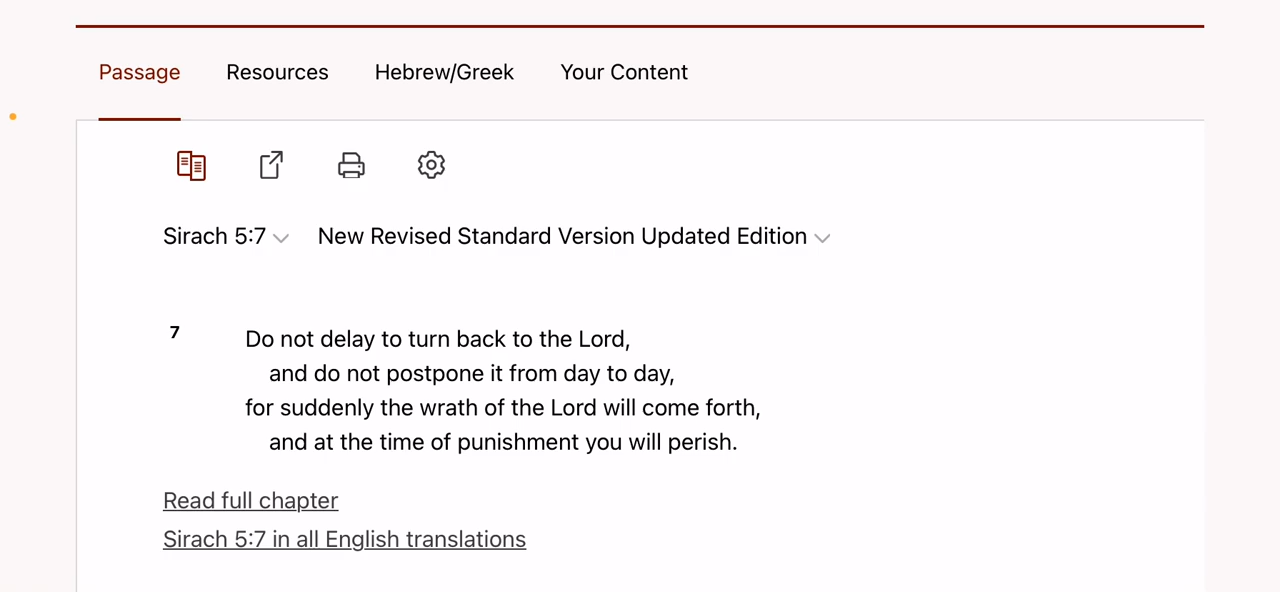 Passage Resources Hebrew/Greek Your Content
Sirach 5:7 New Revised Standard Version Updated Edition
7 Do not delay to turn back to the Lord,
and do not postpone it from day to day,
for suddenly the wrath of the Lord will come forth,
and at the time of punishment you will perish.
Read full chapter
Sirach 5:7 in all English translations